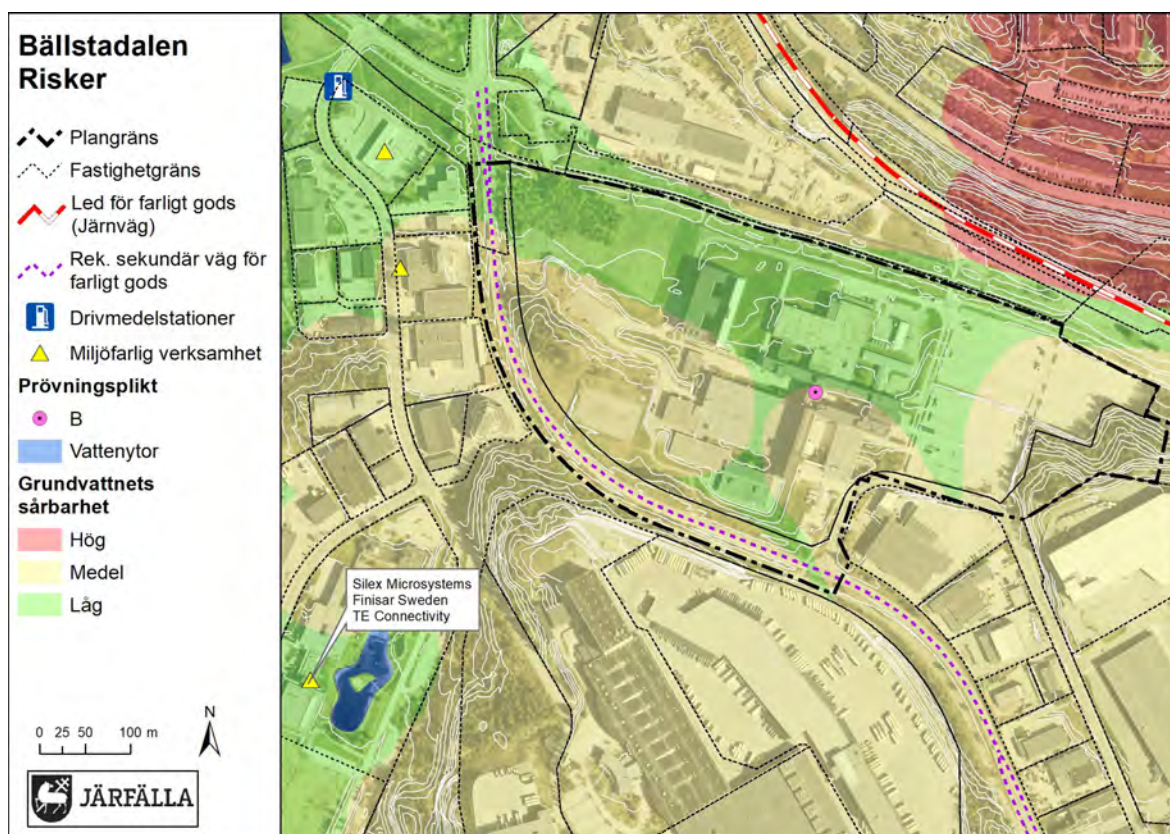 Bällstadalen
Risker
Plangräns
Fastighetgräns
Led för farligt gods
(Järnväg)
Rek. sekundär väg för
farligt gods
Drivmedelstationer
Miljöfarlig verksamhet
Prövningsplikt
B
Vattenytor
Grundvattnets
sårbarhet
Hög
Medel
Låg
N
0 25 50 100 m
JÄRFÄLLA
Silex Microsystems
Finisar Sweden
TE Connectivity